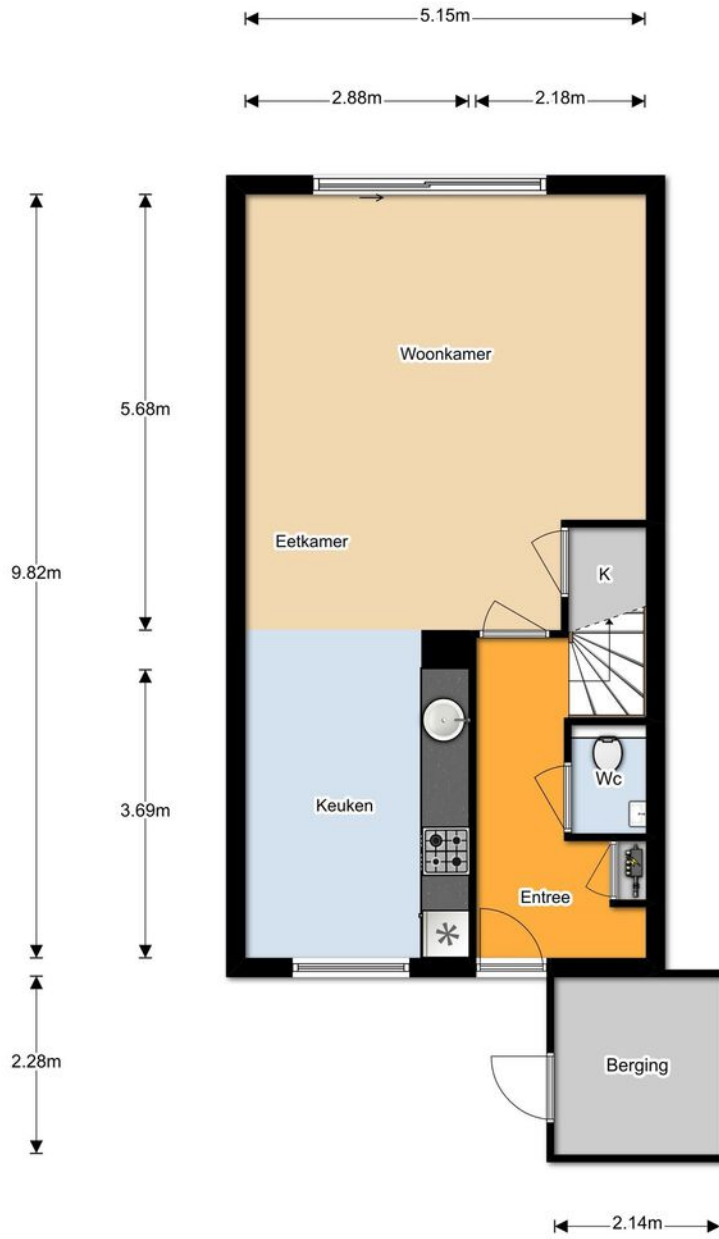 5.15m
2.88m
2.18m
Woonkamer
5.68m
Eetkamer
9.82m
K
Wc
Keuken
3.69m
Entree
2.28m
Berging
2.14m